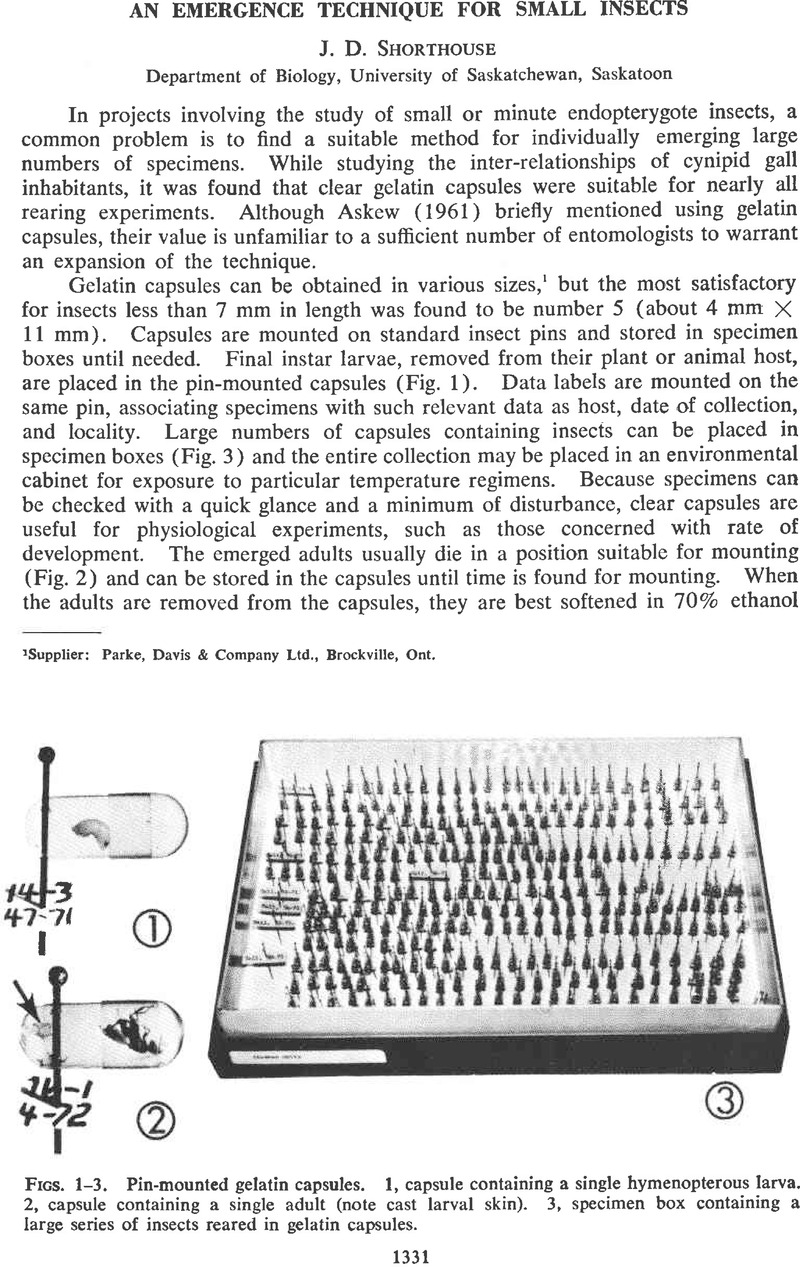 AN EMERGENCE TECHNIQUE FOR SMALL INSECTS
J. D. SHORTHOUSE
Department of Biology, University of Saskatchewan, Saskatoon
In projects involving the study of small or minute endopterygote insects, a
common problem is to find a suitable method for individually emerging large
numbers of specimens. While studying the inter-relationships of cynipid gall
inhabitants, it was found that clear gelatin capsules were suitable for nearly all
rearing experiments. Although Askew (1961) briefly mentioned using gelatin
capsules, their value is unfamiliar to a sufficient number of entomologists to warrant
an expansion of the technique.
Gelatin capsules can be obtained in various sizes,¹ but the most satisfactory
for insects less than 7 mm in length was found to be number 5 (about 4 mm ×
11 mm). Capsules are mounted on standard insect pins and stored in specimen
boxes until needed. Final instar larvae, removed from their plant or animal host,
are placed in the pin-mounted capsules (Fig. 1). Data labels are mounted on the
same pin, associating specimens with such relevant data as host, date of collection,
and locality. Large numbers of capsules containing insects can be placed in
specimen boxes (Fig. 3) and the entire collection may be placed in an environmental
cabinet for exposure to particular temperature regimens. Because specimens can
be checked with a quick glance and a minimum of disturbance, clear capsules are
useful for physiological experiments, such as those concerned with rate of
development. The emerged adults usually die in a position suitable for mounting
(Fig. 2) and can be stored in the capsules until time is found for mounting. When
the adults are removed from the capsules, they are best softened in 70% ethanol
¹Supplier: Parke, Davis & Company Ltd., Brockville, Ont.
14-3
47-71
①
4-72
②
③
FIGS. 1–3. Pin-mounted gelatin capsules. 1, capsule containing a single hymenopterous larva.
2, capsule containing a single adult (note cast larval skin). 3, specimen box containing a
large series of insects reared in gelatin capsules.
1331